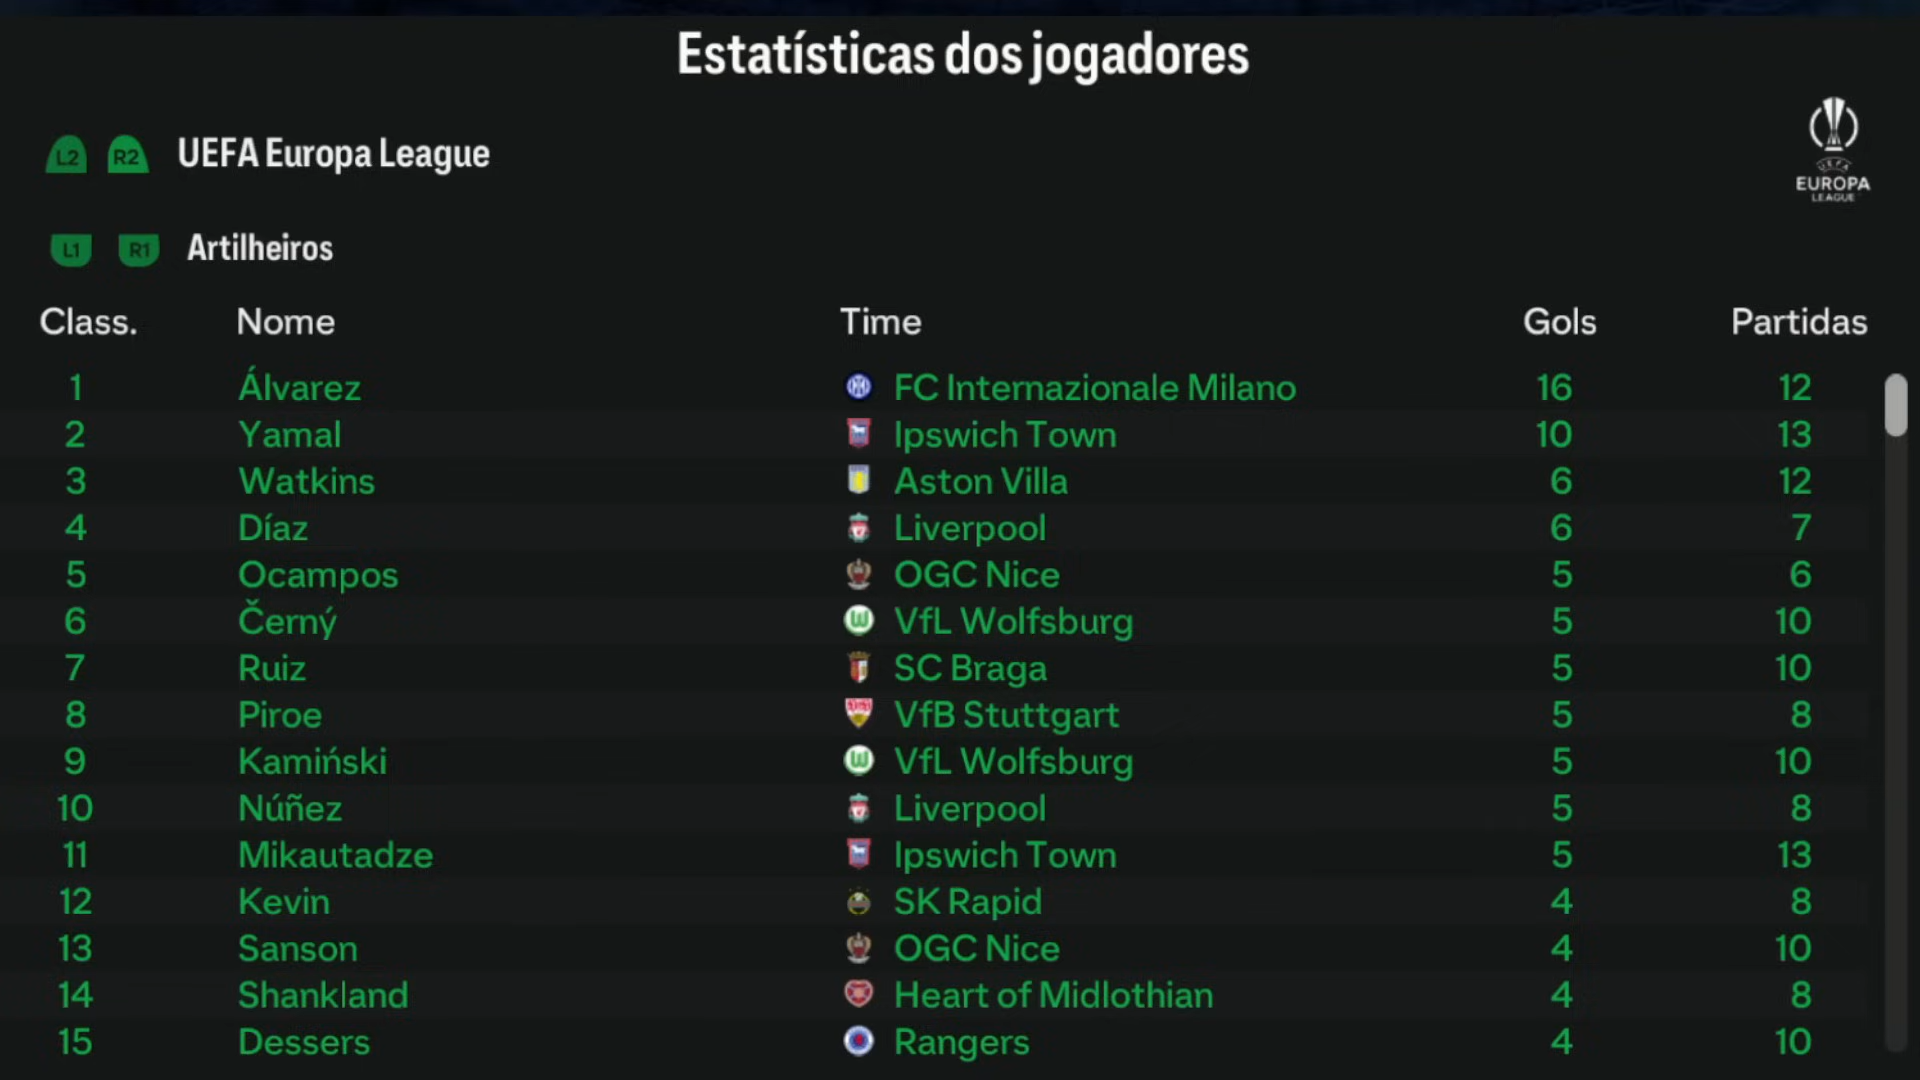 Estatísticas dos jogadores
L2 R2 UEFA Europa League
UEFA
EUROPA
LEAGUE
L1 R1 Artilheiros
Class. Nome Time Gols Partidas
1 Álvarez FC Internazionale Milano 16 12
2 Yamal Ipswich Town 10 13
3 Watkins Aston Villa 6 12
4 Díaz Liverpool 6 7
5 Ocampos OGC Nice 5 6
6 Černý VfL Wolfsburg 5 10
7 Ruiz SC Braga 5 10
8 Piroe VfB Stuttgart 5 8
9 Kamiński VfL Wolfsburg 5 10
10 Núñez Liverpool 5 8
11 Mikautadze Ipswich Town 5 13
12 Kevin SK Rapid 4 8
13 Sanson OGC Nice 4 10
14 Shankland Heart of Midlothian 4 8
15 Dessers Rangers 4 10